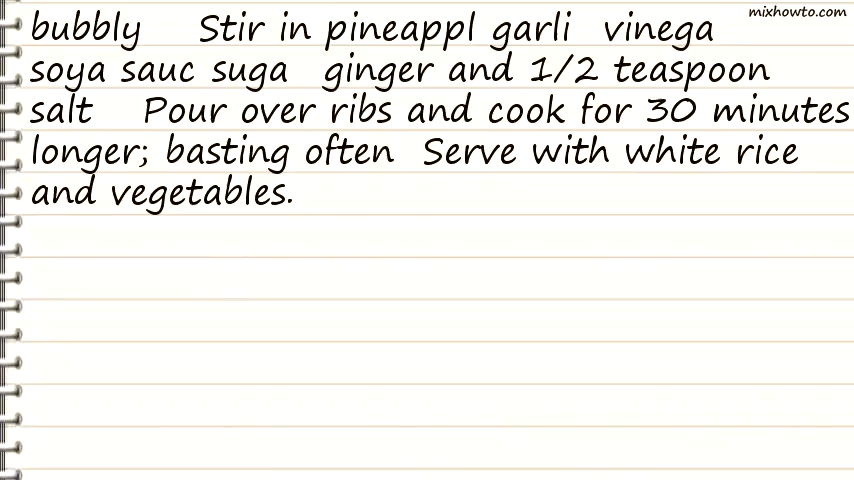 mixhowto.com
bubbly Stir in pineappl garli vinega
soya sauc suga ginger and 1/2 teaspoon
salt Pour over ribs and cook for 30 minutes
longer; basting often Serve with white rice
and vegetables.